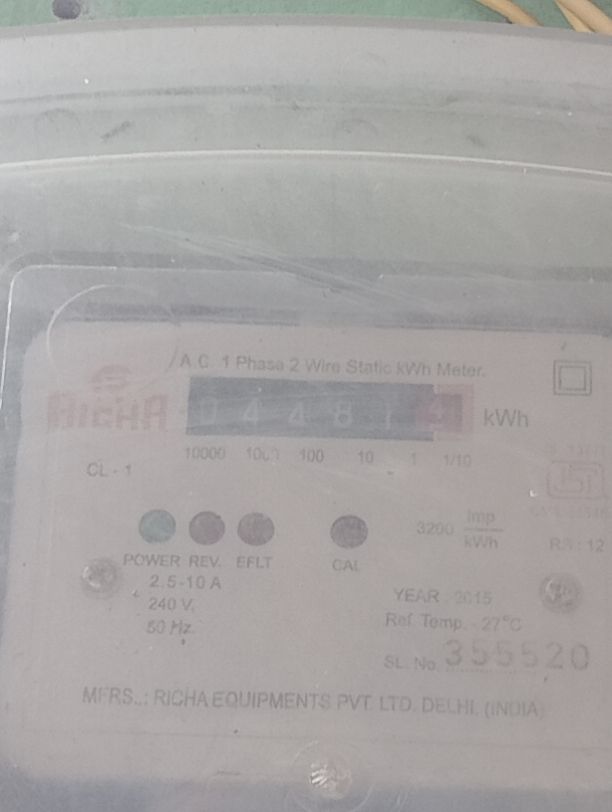 A.C. 1 Phase 2 Wire Static kWh Meter.
RICHA
0 4 4 8 1 4 kWh
10000 1000 100 10 1 1/10
CL - 1
3200 Imp/kWh
POWER REV. EFLT CAL
2.5-10 A
240 V.
50 Hz.
YEAR : 2015
Ref. Temp. - 27°C
SL. No. 355520
MFRS..: RICHA EQUIPMENTS PVT. LTD. DELHI, (INDIA)